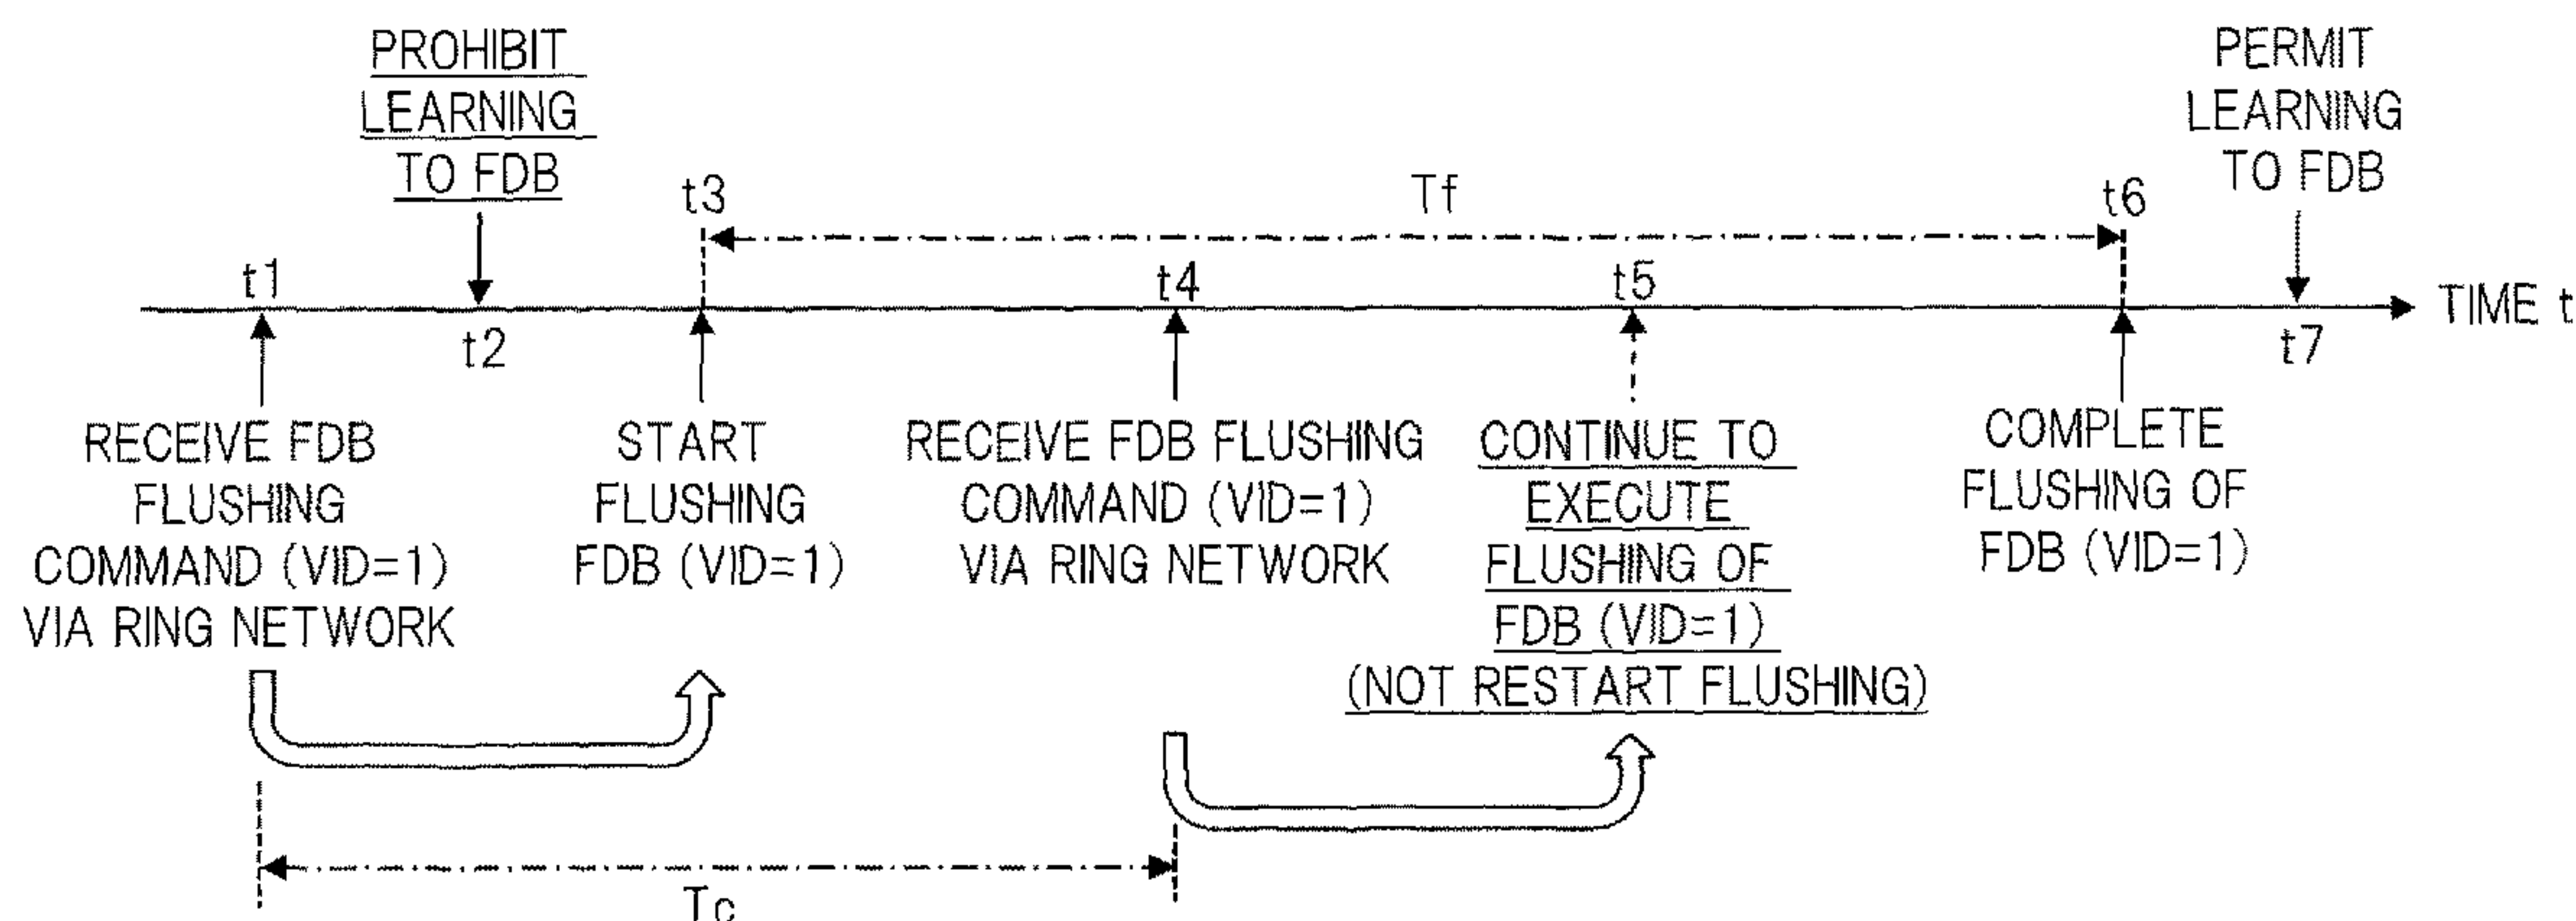 PROHIBIT
LEARNING
TO FDB
PERMIT
LEARNING
TO FDB
t3
Tf
t6
t1
t4
t5
TIME t
t2
t7
RECEIVE FDB
FLUSHING
COMMAND (VID=1)
VIA RING NETWORK
START
FLUSHING
FDB (VID=1)
RECEIVE FDB FLUSHING
COMMAND (VID=1)
VIA RING NETWORK
CONTINUE TO
EXECUTE
FLUSHING OF
FDB (VID=1)
(NOT RESTART FLUSHING)
COMPLETE
FLUSHING OF
FDB (VID=1)
Tc